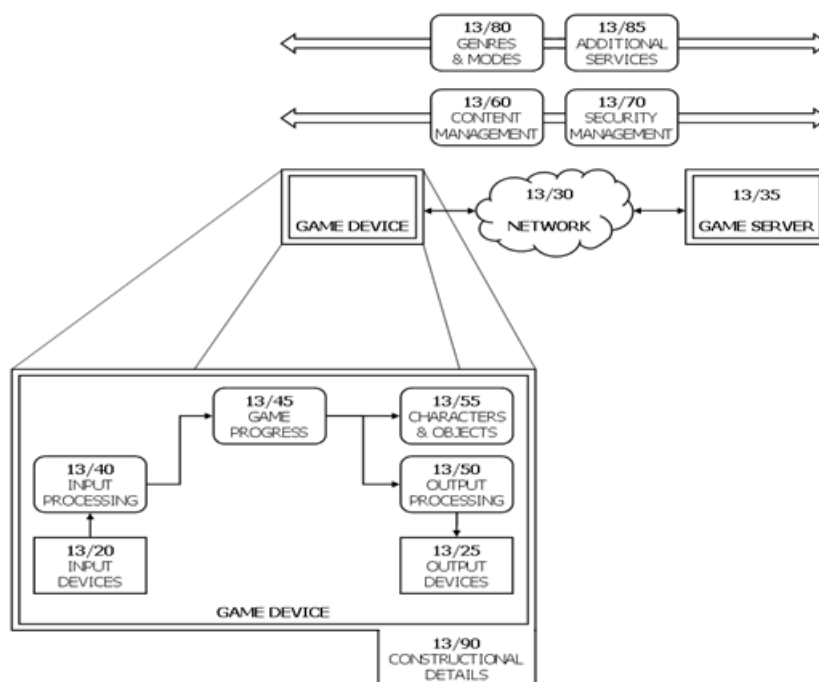 13/80
GENRES
& MODES
13/85
ADDITIONAL
SERVICES
13/60
CONTENT
MANAGEMENT
13/70
SECURITY
MANAGEMENT
GAME DEVICE
13/30
NETWORK
13/35
GAME SERVER
13/45
GAME
PROGRESS
13/55
CHARACTERS
& OBJECTS
13/40
INPUT
PROCESSING
13/50
OUTPUT
PROCESSING
13/20
INPUT
DEVICES
13/25
OUTPUT
DEVICES
GAME DEVICE
13/90
CONSTRUCTIONAL
DETAILS